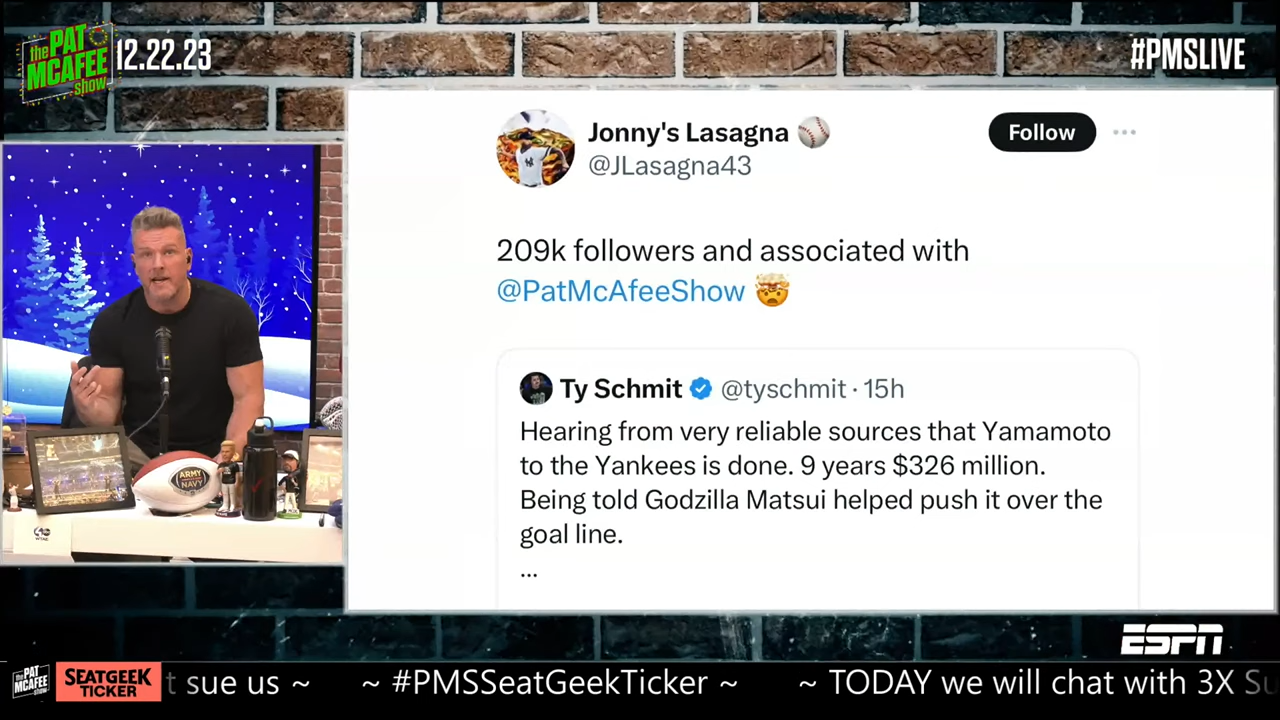 the PAT MCAFEE show
12.22.23
#PMSLIVE
Jonny's Lasagna
@JLasagna43
Follow
209k followers and associated with
@PatMcAfeeShow 🤯
Ty Schmit @tyschmit · 15h
Hearing from very reliable sources that Yamamoto
to the Yankees is done. 9 years $326 million.
Being told Godzilla Matsui helped push it over the
goal line.
...
ARMY
NAVY
ESPN
the PAT MCAFEE show
SEATGEEK
TICKER
t sue us ~ ~ #PMSSeatGeekTicker ~ ~ TODAY we will chat with 3X Su